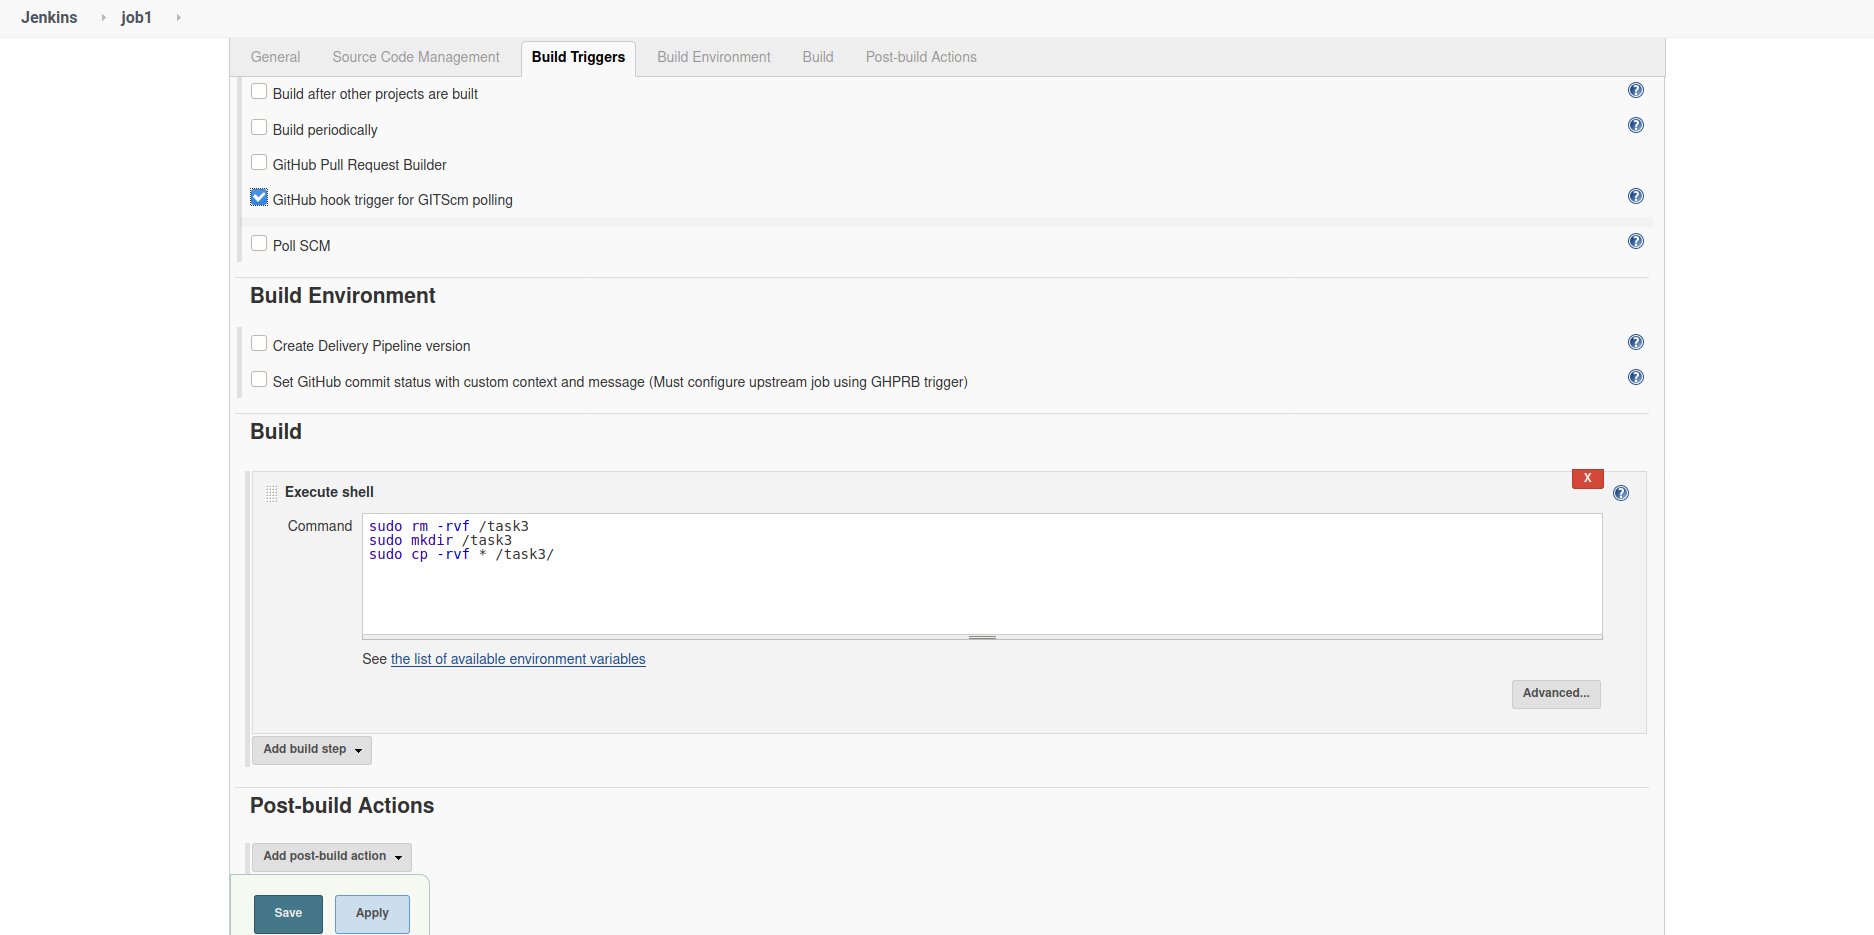 Jenkins job1
General Source Code Management Build Triggers Build Environment Build Post-build Actions
Build after other projects are built
Build periodically
GitHub Pull Request Builder
GitHub hook trigger for GITScm polling
Poll SCM
Build Environment
Create Delivery Pipeline version
Set GitHub commit status with custom context and message (Must configure upstream job using GHPRB trigger)
Build
X
Execute shell
Command
sudo rm -rvf /task3
sudo mkdir /task3
sudo cp -rvf * /task3/
See the list of available environment variables
Advanced...
Add build step
Post-build Actions
Add post-build action
Save Apply